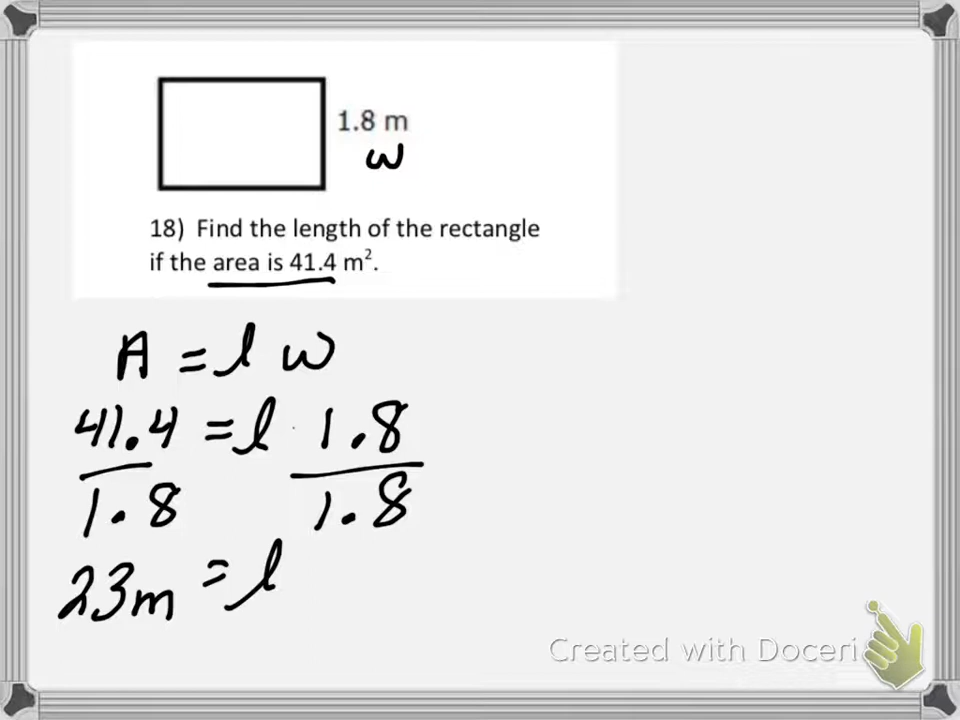 1.8 m
w
18) Find the length of the rectangle
if the area is 41.4 m².
A = l w
41.4 = l 1.8
1.8 1.8
23m = l
Created with Doceri